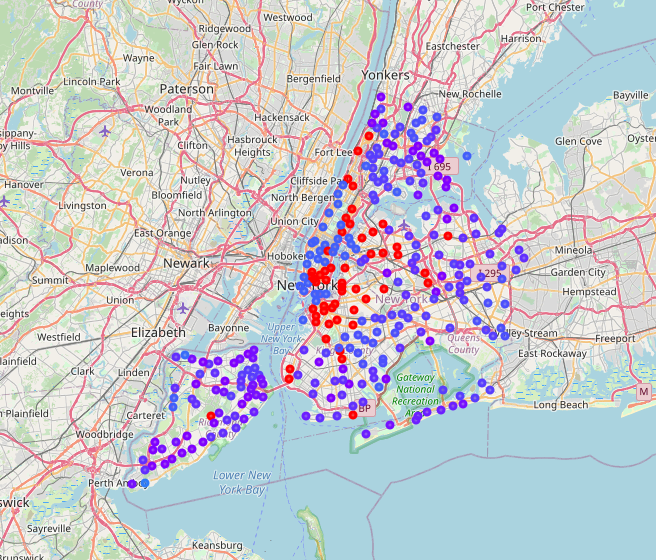 County
Wyckoff
Westwood
Port Chester
Ridgewood
Glen Rock
Harrison
Wayne
Fair Lawn
Eastchester
Yonkers
Lincoln Park
Bergenfield
Montville
Paterson
New Rochelle
Bayville
Woodland
Park
Hackensack
Clifton
Hasbrouck
Heights
Fort Lee
Glen Cove
Oyster
Verona
695
Hanover
Nutley
Cliffside Park
Livingston
Bloomfield
North Bergen
North Arlington
Union City
East Orange
Mineola
Maplewood
Newark
Hoboken
Garden City
Summit
295
Union
New York
Hempstead
New York
Bayonne
Upper
New York
Bay
Elizabeth
Valley Stream
Freeport
Queens
County
East Rockaway
Clark
Linden
Gateway
National
Recreation
Area
M
Plainfield
Carteret
BP
Long Beach
Woodbridge
Perth Amboy
Lower New
York Bay
Sayreville
Keansburg